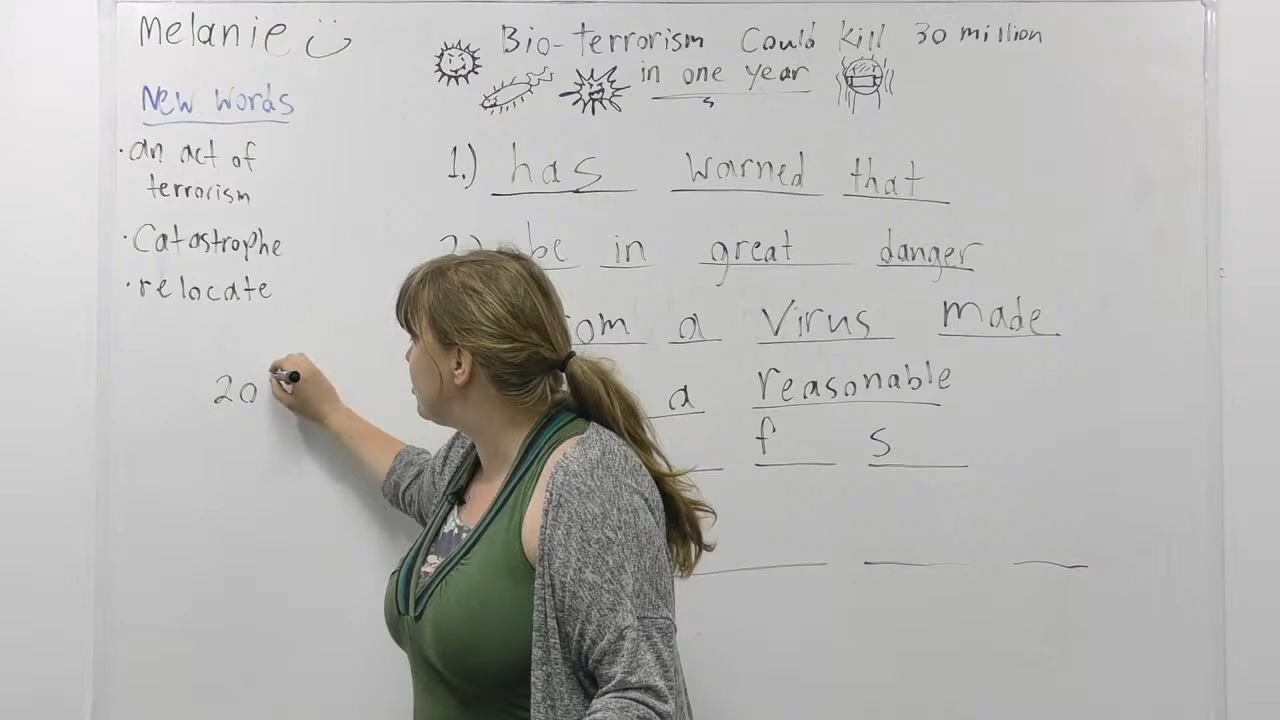 Melanie
New Words
• an act of
terrorism
• Catastrophe
• relocate
20
Bio-terrorism Could kill 30 million
in one year
1.) has warned that
2.) be in great danger
a virus made
a reasonable
f s